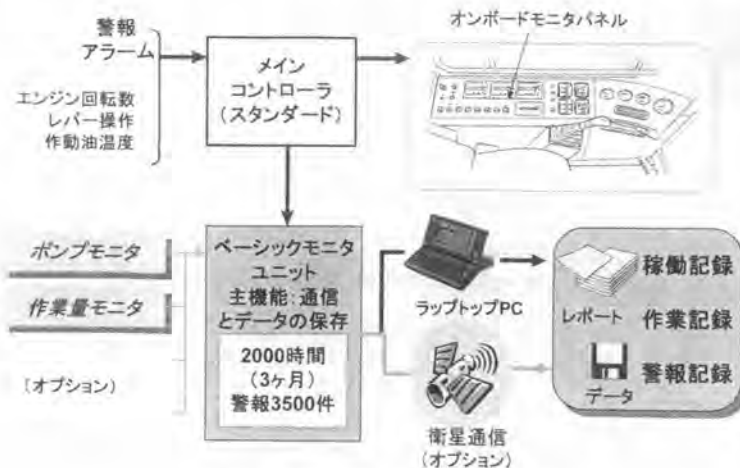 警報
アラーム
エンジン回転数
レバー操作
作動油温度
メイン
コントローラ
(スタンダード)
オンボードモニタパネル
ポンプモニタ
作業量モニタ
(オプション)
ベーシックモニタ
ユニット
主機能:通信
とデータの保存
2000時間
(3ヶ月)
警報3500件
ラップトップPC
衛星通信
(オプション)
稼働記録
レポート
作業記録
データ
警報記録